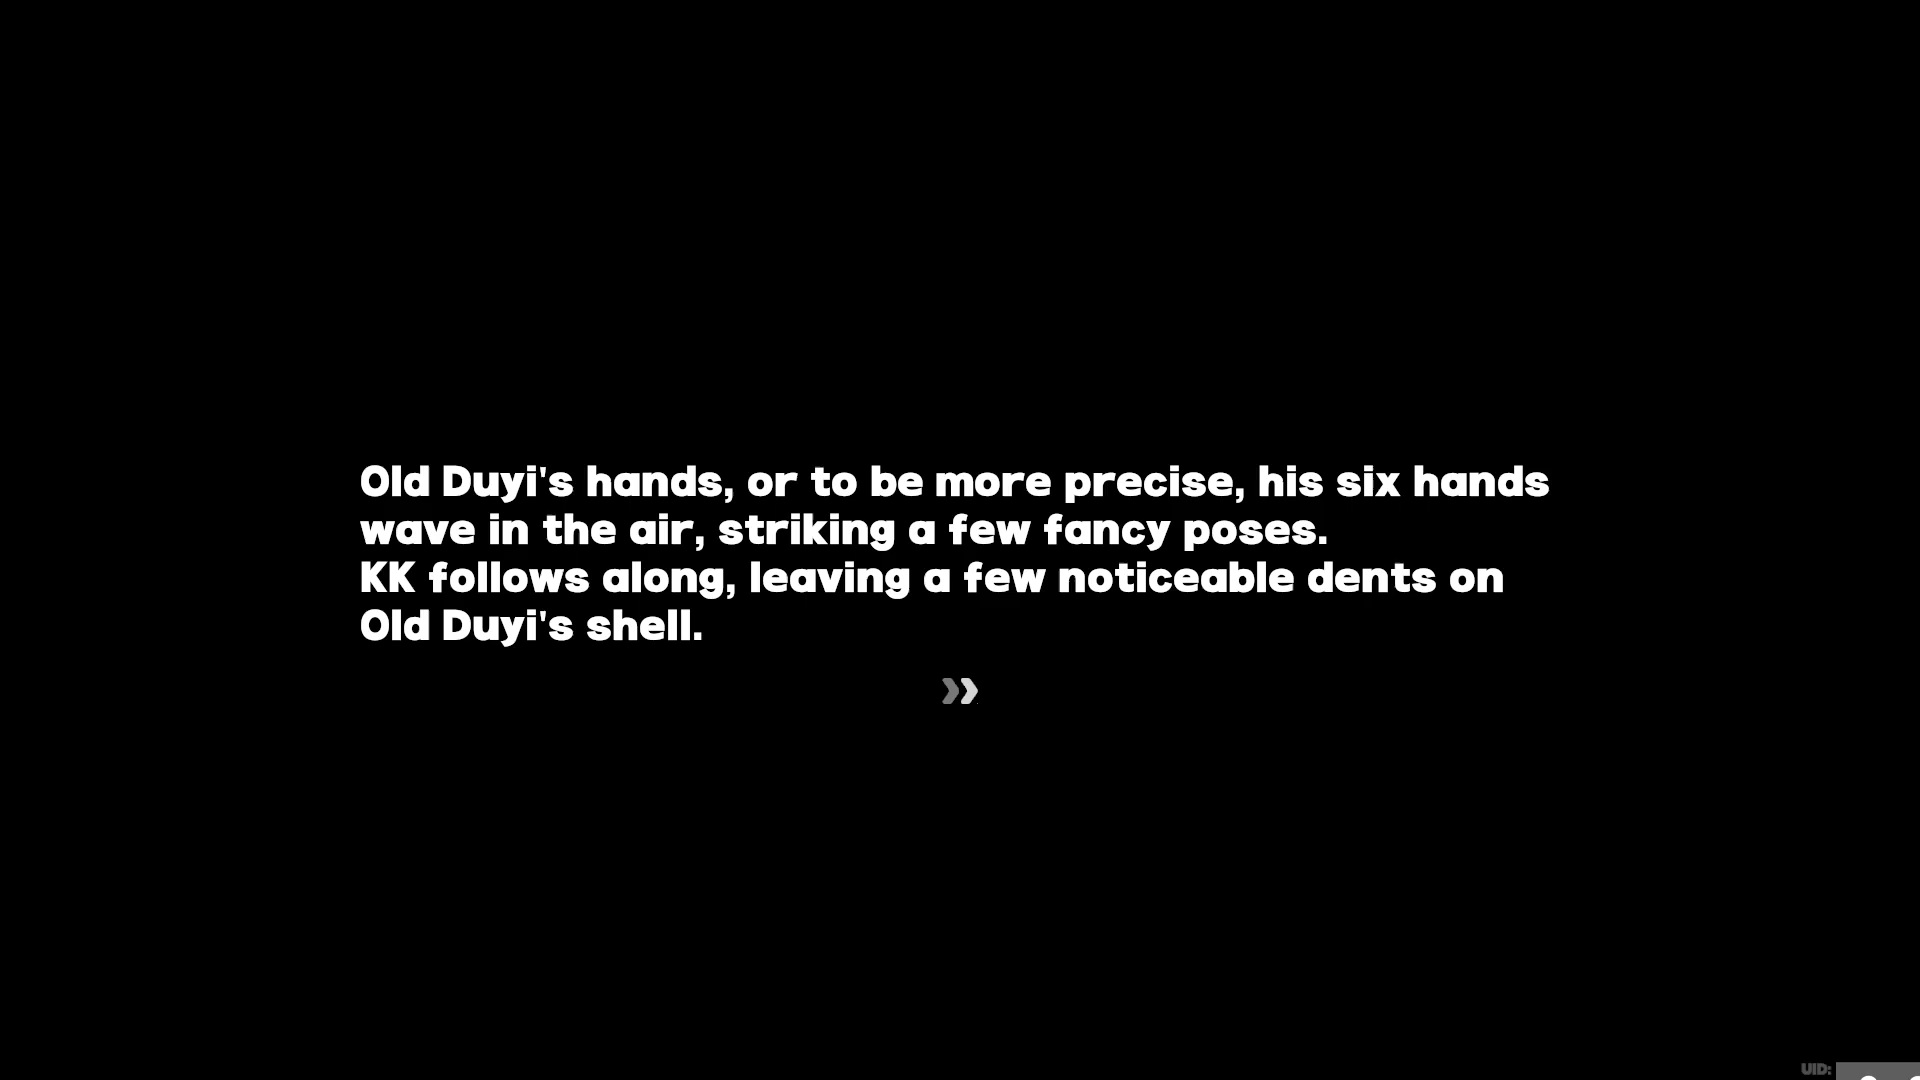 Old Duyi's hands, or to be more precise, his six hands
wave in the air, striking a few fancy poses.
KK follows along, leaving a few noticeable dents on
Old Duyi's shell.
UID: